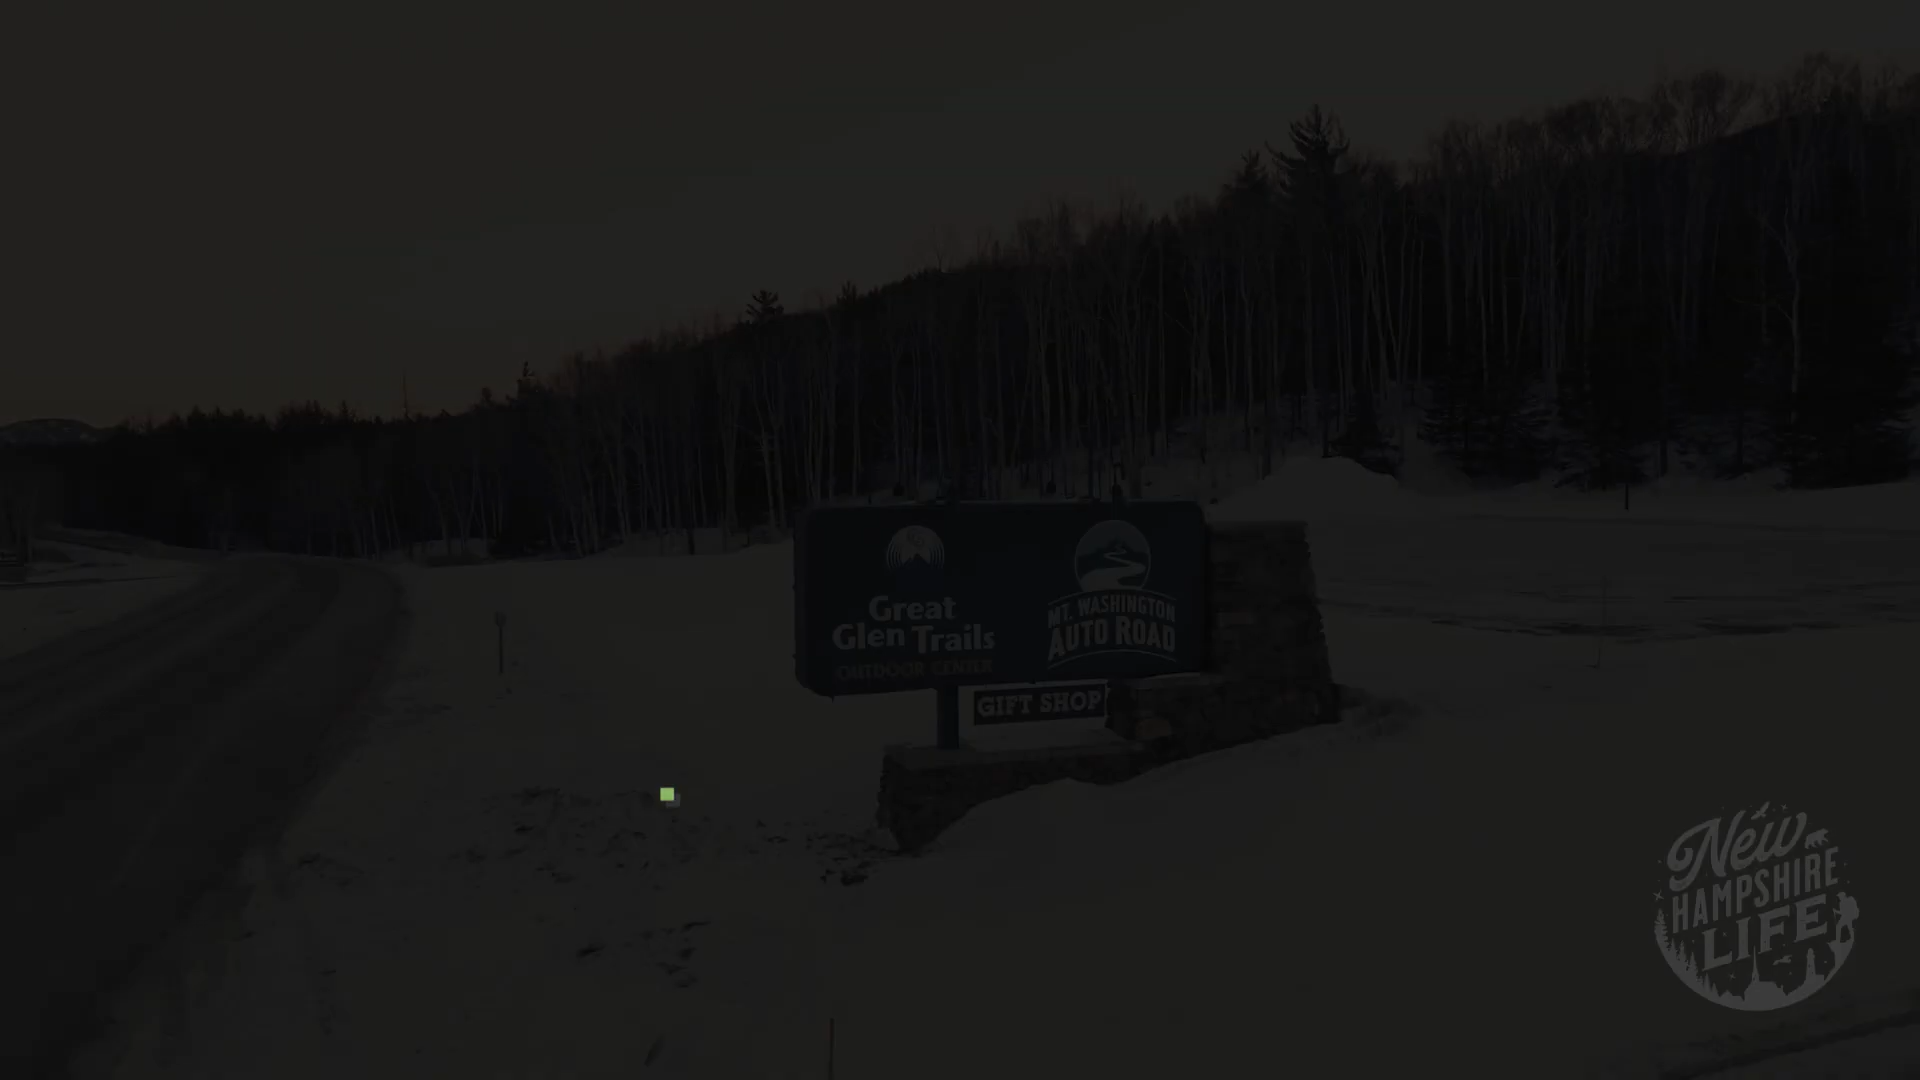 Great
Glen Trails
OUTDOOR CENTER
MT. WASHINGTON
AUTO ROAD
GIFT SHOP
New
HAMPSHIRE
LIFE